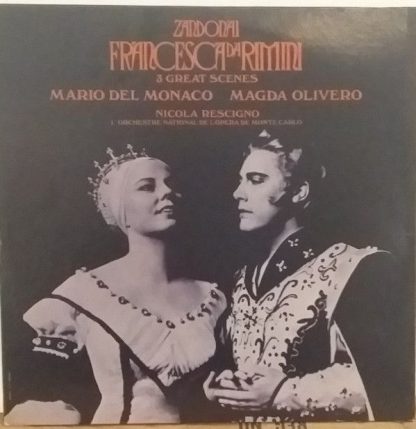 ZANDONAI
FRANCESCA DA RIMINI
3 GREAT SCENES
MARIO DEL MONACO MAGDA OLIVERO
NICOLA RESCIGNO
L'ORCHESTRE NATIONAL DE L'OPERA DE MONTE CARLO